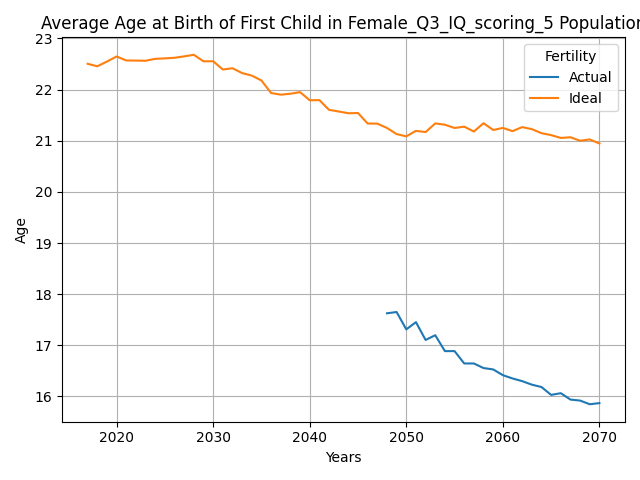 Average Age at Birth of First Child in Female_Q3_IQ_scoring_5 Population
23
22
21
20
19
18
17
16
Age
2020 2030 2040 2050 2060 2070
Years
Fertility
Actual
Ideal